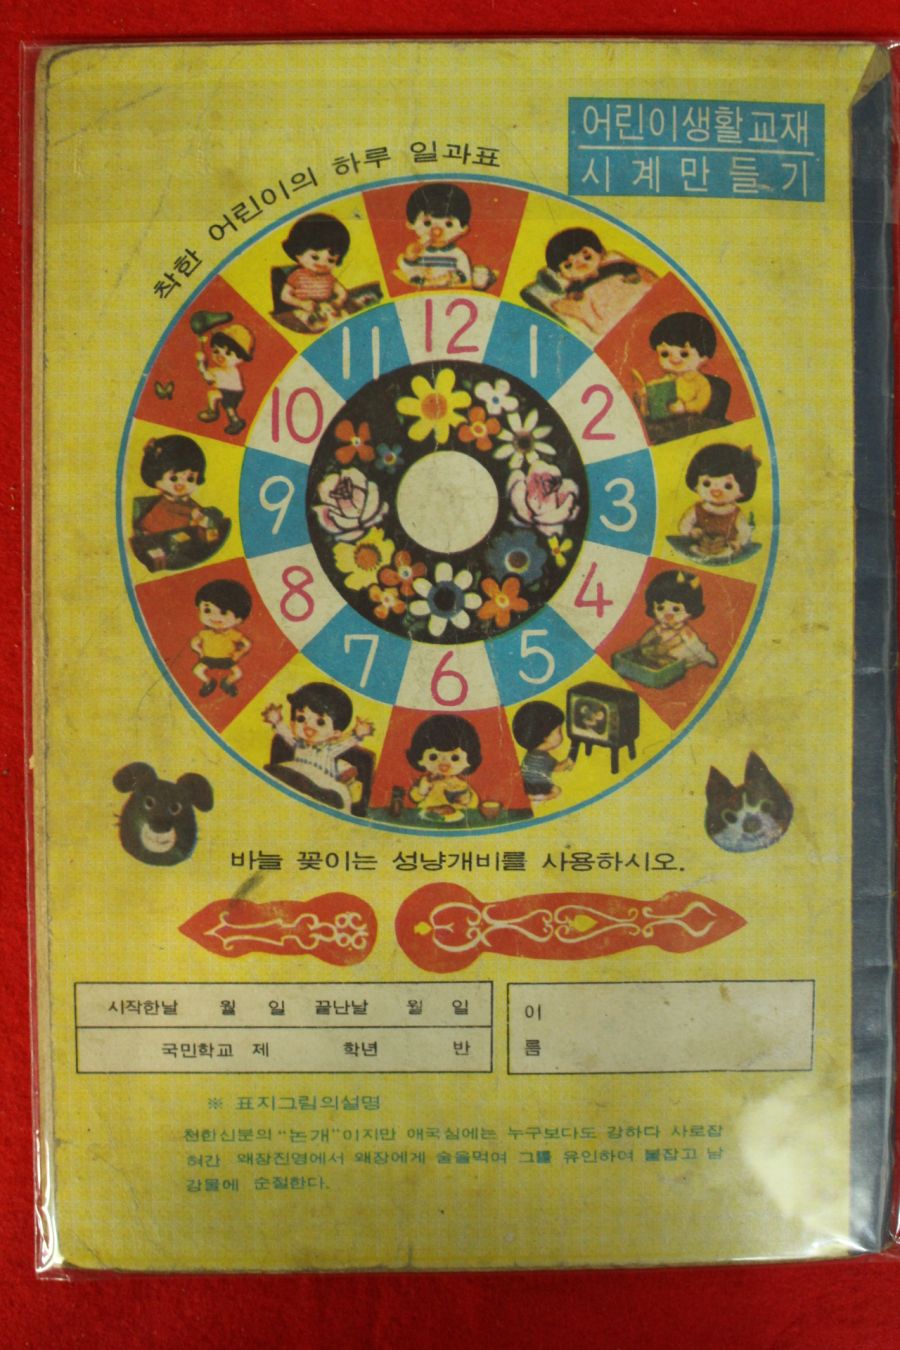 어린이생활교재
시계만들기
착한 어린이의 하루 일과표
12
11
1
10
2
9
3
8
4
7
5
6
바늘 꽂이는 성냥개비를 사용하시오.
시작한날 월 일 끝난날 월 일
국민학교 제 학년 반
이
름
※ 표지그림의설명
천한신분의 "논개"이지만 애국심에는 누구보다도 강하다 사로잡
혀간 왜장진영에서 왜장에게 술을먹여 그를 유인하여 붙잡고 남
강물에 순절한다.